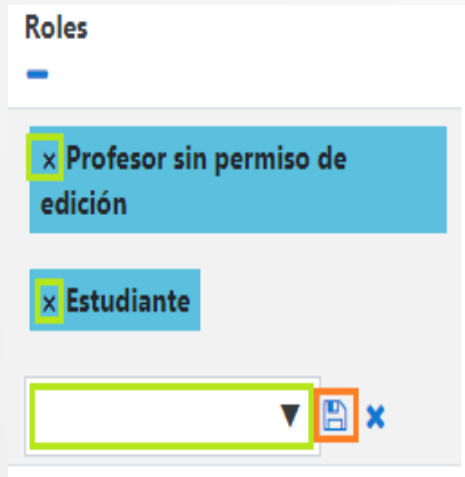 Roles
× Profesor sin permiso de
edición
× Estudiante